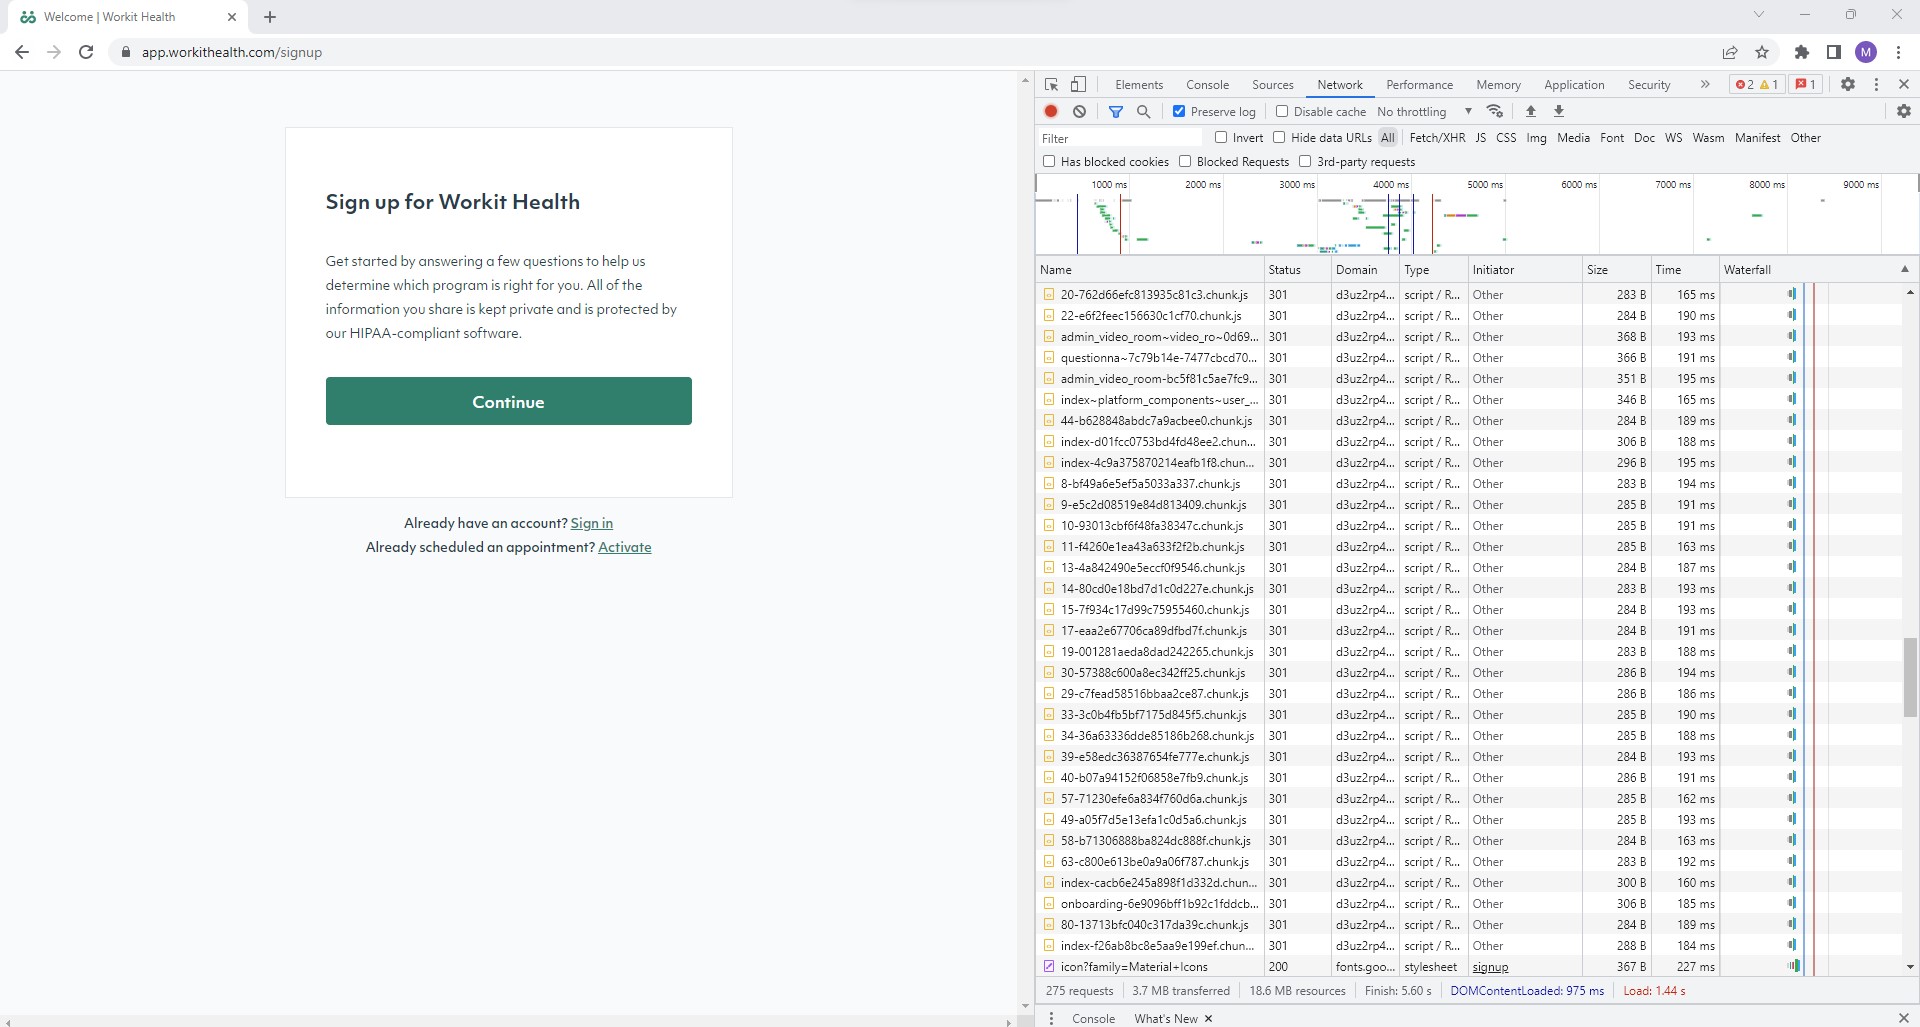 Welcome | Workit Health
app.workithealth.com/signup
M
Sign up for Workit Health
Get started by answering a few questions to help us
determine which program is right for you. All of the
information you share is kept private and is protected by
our HIPAA-compliant software.
Continue
Already have an account? Sign in
Already scheduled an appointment? Activate
Elements Console Sources Network Performance Memory Application Security 2 1 1
Preserve log Disable cache No throttling
Filter Invert Hide data URLs All Fetch/XHR JS CSS Img Media Font Doc WS Wasm Manifest Other
Has blocked cookies Blocked Requests 3rd-party requests
1000 ms 2000 ms 3000 ms 4000 ms 5000 ms 6000 ms 7000 ms 8000 ms 9000 ms
Name Status Domain Type Initiator Size Time Waterfall
20-762d66efc813935c81c3.chunk.js 301 d3uz2rp4... script / R... Other 283 B 165 ms
22-e6f2feec156630c1cf70.chunk.js 301 d3uz2rp4... script / R... Other 284 B 190 ms
admin_video_room~video_ro~0d69... 301 d3uz2rp4... script / R... Other 368 B 193 ms
questionna~7c79b14e-7477cbcd70... 301 d3uz2rp4... script / R... Other 366 B 191 ms
admin_video_room-bc5f81c5ae7fc9... 301 d3uz2rp4... script / R... Other 351 B 195 ms
index~platform_components~user_... 301 d3uz2rp4... script / R... Other 346 B 165 ms
44-b628848abdc7a9acbee0.chunk.js 301 d3uz2rp4... script / R... Other 284 B 189 ms
index-d01fcc0753bd4fd48ee2.chun... 301 d3uz2rp4... script / R... Other 306 B 188 ms
index-4c9a375870214eafb1f8.chun... 301 d3uz2rp4... script / R... Other 296 B 195 ms
8-bf49a6e5ef5a5033a337.chunk.js 301 d3uz2rp4... script / R... Other 283 B 194 ms
9-e5c2d08519e84d813409.chunk.js 301 d3uz2rp4... script / R... Other 285 B 191 ms
10-93013cbf6f48fa38347c.chunk.js 301 d3uz2rp4... script / R... Other 285 B 191 ms
11-f4260e1ea43a633f2f2b.chunk.js 301 d3uz2rp4... script / R... Other 285 B 163 ms
13-4a842490e5eccf0f9546.chunk.js 301 d3uz2rp4... script / R... Other 284 B 187 ms
14-80cd0e18bd7d1c0d227e.chunk.js 301 d3uz2rp4... script / R... Other 283 B 193 ms
15-7f934c17d99c75955460.chunk.js 301 d3uz2rp4... script / R... Other 284 B 193 ms
17-eaa2e67706ca89dfbd7f.chunk.js 301 d3uz2rp4... script / R... Other 284 B 191 ms
19-001281aeda8dad242265.chunk.js 301 d3uz2rp4... script / R... Other 283 B 188 ms
30-57388c600a8ec342ff25.chunk.js 301 d3uz2rp4... script / R... Other 286 B 194 ms
29-c7fead58516bbaa2ce87.chunk.js 301 d3uz2rp4... script / R... Other 286 B 186 ms
33-3c0b4fb5bf7175d845f5.chunk.js 301 d3uz2rp4... script / R... Other 285 B 190 ms
34-36a63336dde85186b268.chunk.js 301 d3uz2rp4... script / R... Other 285 B 188 ms
39-e58edc36387654fe777e.chunk.js 301 d3uz2rp4... script / R... Other 284 B 193 ms
40-b07a94152f06858e7fb9.chunk.js 301 d3uz2rp4... script / R... Other 286 B 191 ms
57-71230efe6a834f760d6a.chunk.js 301 d3uz2rp4... script / R... Other 285 B 162 ms
49-a05f7d5e13efa1c0d5a6.chunk.js 301 d3uz2rp4... script / R... Other 285 B 193 ms
58-b71306888ba824dc888f.chunk.js 301 d3uz2rp4... script / R... Other 284 B 163 ms
63-c800e613be0a9a06f787.chunk.js 301 d3uz2rp4... script / R... Other 283 B 192 ms
index-cacb6e245a898f1d332d.chun... 301 d3uz2rp4... script / R... Other 300 B 160 ms
onboarding-6e9096bff1b92c1fddcb... 301 d3uz2rp4... script / R... Other 306 B 185 ms
80-13713bfc040c317da39c.chunk.js 301 d3uz2rp4... script / R... Other 284 B 189 ms
index-f26ab8bc8e5aa9e199ef.chun... 301 d3uz2rp4... script / R... Other 288 B 184 ms
icon?family=Material+Icons 200 fonts.goo... stylesheet signup 367 B 227 ms
275 requests 3.7 MB transferred 18.6 MB resources Finish: 5.60 s DOMContentLoaded: 975 ms Load: 1.44 s
Console What's New